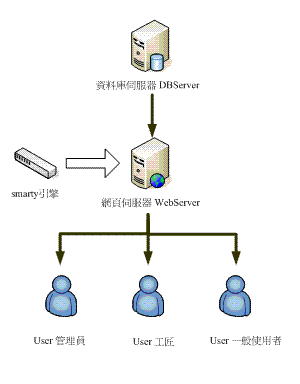 資料庫伺服器 DBServer
smarty引擎
網頁伺服器 WebServer
User 管理員
User 工匠
User 一般使用者